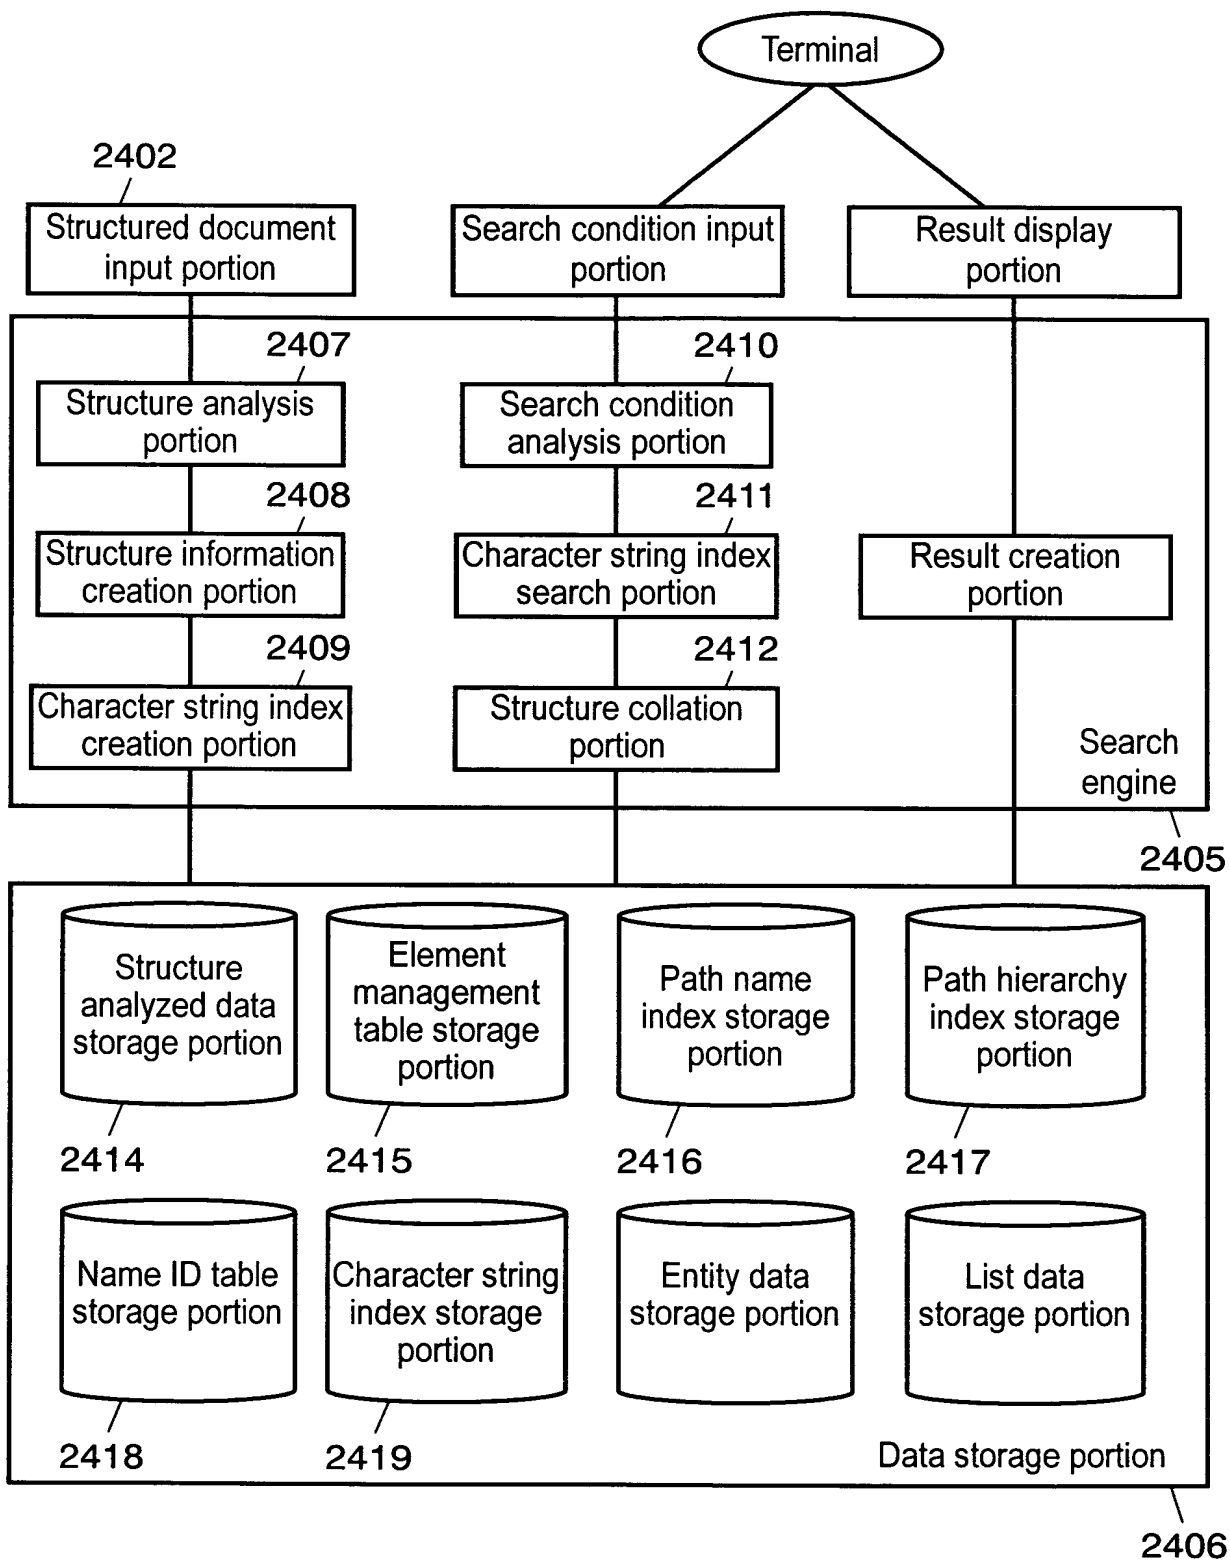 Terminal
2402
Structured document
input portion
Search condition input
portion
Result display
portion
2407
Structure analysis
portion
2410
Search condition
analysis portion
2408
Structure information
creation portion
2411
Character string index
search portion
Result creation
portion
2409
Character string index
creation portion
2412
Structure collation
portion
Search
engine
2405
Structure
analyzed data
storage portion
Element
management
table storage
portion
Path name
index storage
portion
Path hierarchy
index storage
portion
2414
2415
2416
2417
Name ID table
storage portion
Character string
index storage
portion
Entity data
storage portion
List data
storage portion
2418
2419
Data storage portion
2406